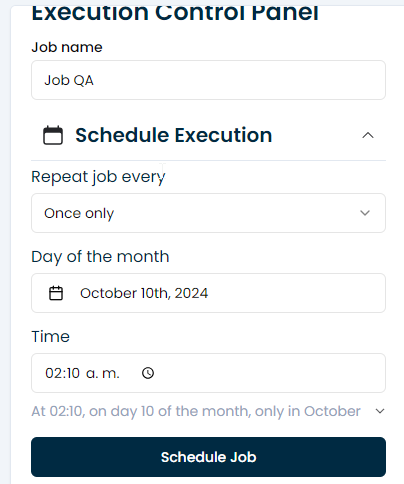 Execution Control Panel
Job name
Job QA
Schedule Execution
Repeat job every
Once only
Day of the month
October 10th, 2024
Time
02:10 a. m.
At 02:10, on day 10 of the month, only in October
Schedule Job